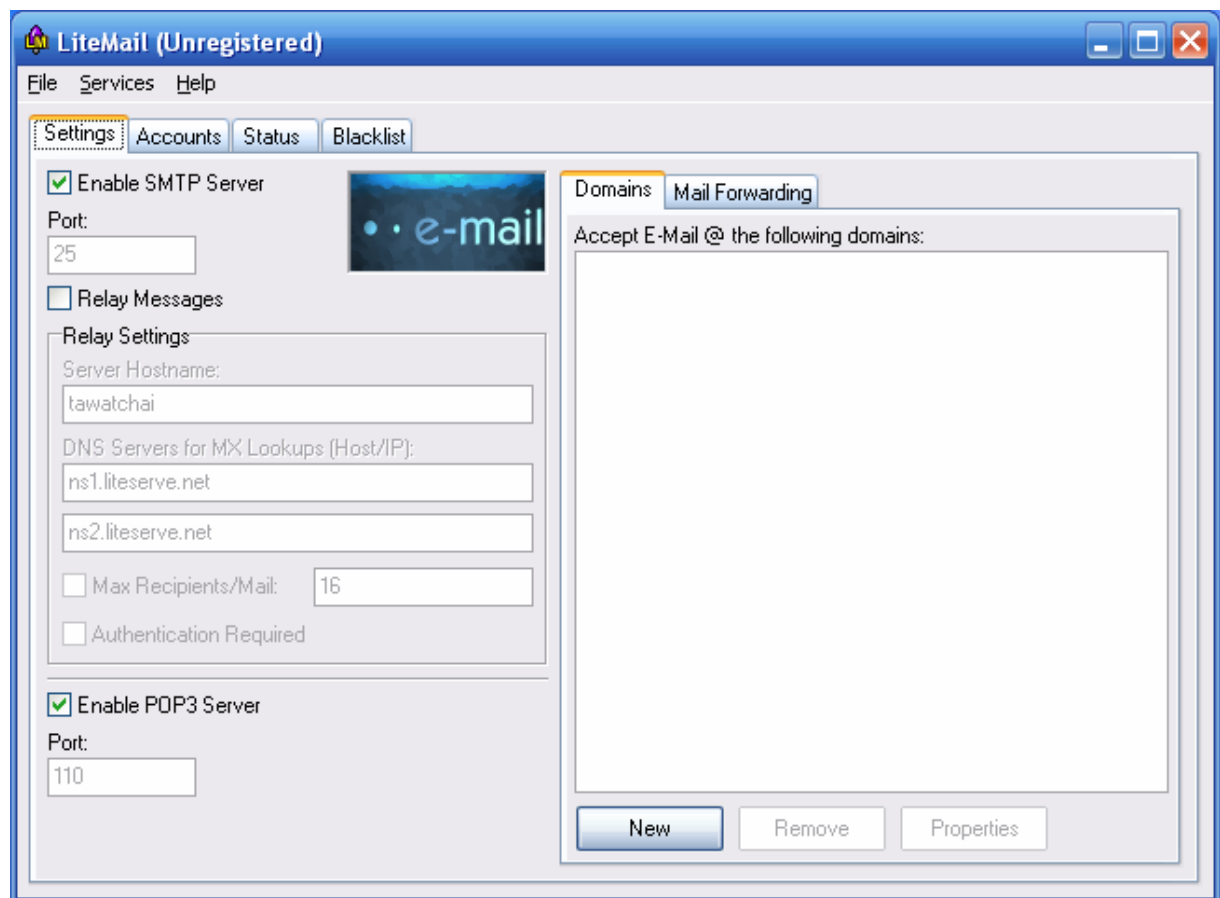 LiteMail (Unregistered)
File Services Help
Settings Accounts Status Blacklist
Enable SMTP Server
Port:
25
e-mail
Relay Messages
Relay Settings
Server Hostname:
tawatchai
DNS Servers for MX Lookups (Host/IP):
ns1.liteserve.net
ns2.liteserve.net
Max Recipients/Mail: 16
Authentication Required
Enable POP3 Server
Port:
110
Domains Mail Forwarding
Accept E-Mail @ the following domains:
New Remove Properties